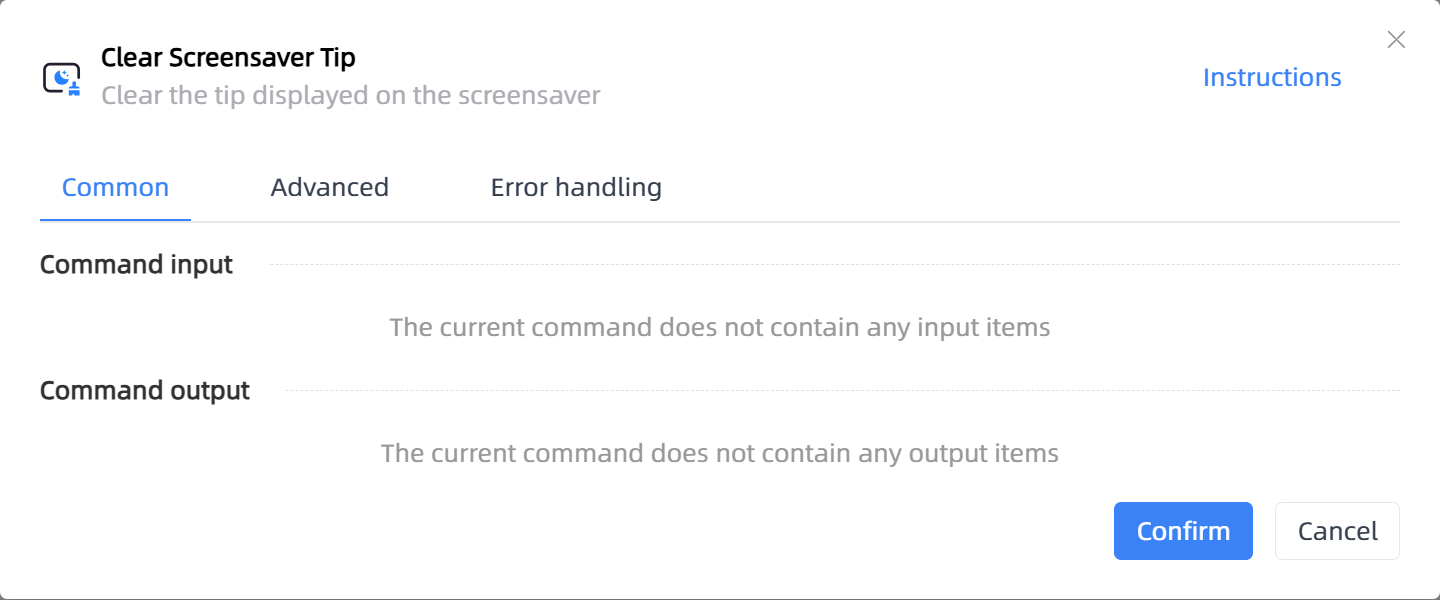 Clear Screensaver Tip
Clear the tip displayed on the screensaver
Instructions
Common
Advanced
Error handling
Command input
The current command does not contain any input items
Command output
The current command does not contain any output items
Confirm
Cancel